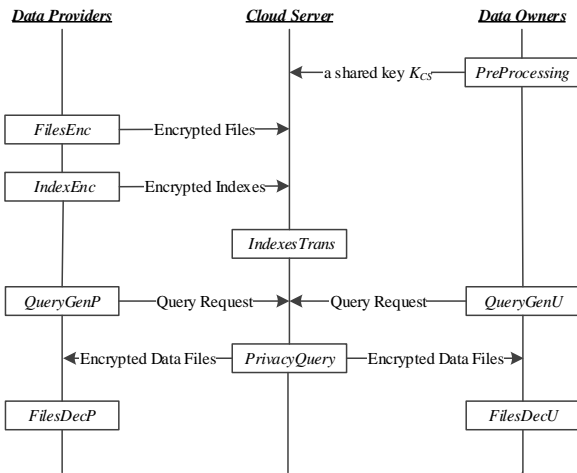 Data Providers
Cloud Server
Data Owners
a shared key K_CS
PreProcessing
FilesEnc
Encrypted Files
IndexEnc
Encrypted Indexes
IndexesTrans
QueryGenP
Query Request
Query Request
QueryGenU
Encrypted Data Files
PrivacyQuery
Encrypted Data Files
FilesDecP
FilesDecU